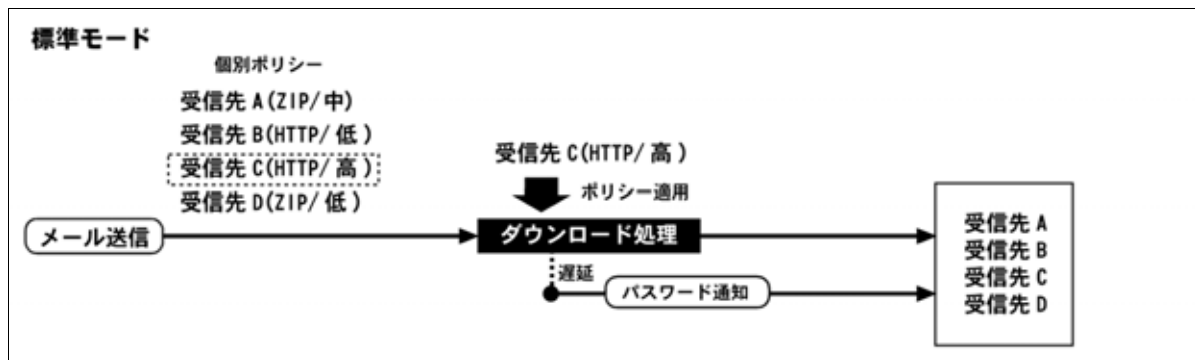 標準モード
個別ポリシー
受信先 A(ZIP/中)
受信先 B(HTTP/ 低 )
受信先 C(HTTP/ 高 )
受信先 D(ZIP/ 低 )
受信先 C(HTTP/ 高 )
ポリシー適用
メール送信
ダウンロード処理
遅延
パスワード通知
受信先 A
受信先 B
受信先 C
受信先 D